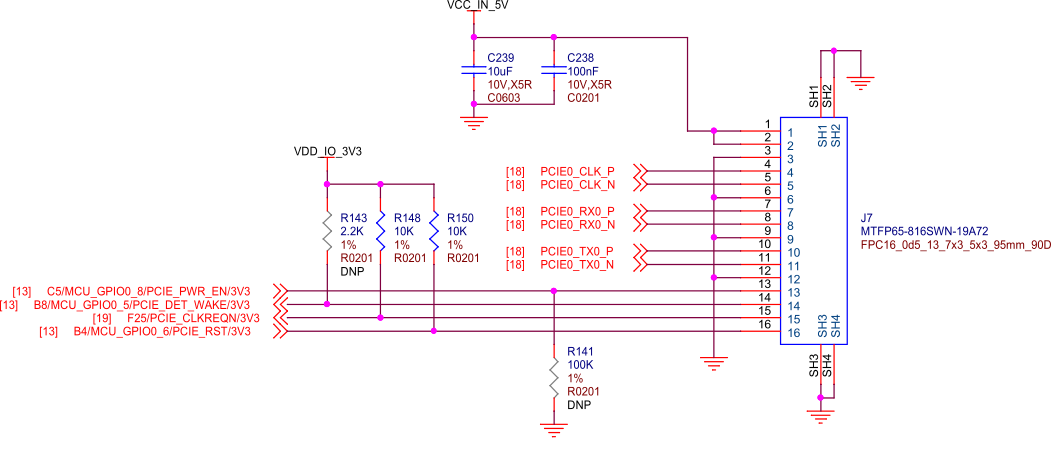 VCC_IN_5V
C239
10uF
10V,X5R
C0603
C238
100nF
10V,X5R
C0201
SH1
SH2
VDD_IO_3V3
R143
2.2K
1%
R0201
DNP
R148
10K
1%
R0201
R150
10K
1%
R0201
[18] PCIE0_CLK_P
[18] PCIE0_CLK_N
[18] PCIE0_RX0_P
[18] PCIE0_RX0_N
[18] PCIE0_TX0_P
[18] PCIE0_TX0_N
[13] C5/MCU_GPIO0_8/PCIE_PWR_EN/3V3
[13] B8/MCU_GPIO0_5/PCIE_DET_WAKE/3V3
[19] F25/PCIE_CLKREQN/3V3
[13] B4/MCU_GPIO0_6/PCIE_RST/3V3
R141
100K
1%
R0201
DNP
1 1
2 2
3 3
4 4
5 5
6 6
7 7
8 8
9 9
10 10
11 11
12 12
13 13
14 14
15 15
16 16
SH1
SH2
SH3
SH4
J7
MTFP65-816SWN-19A72
FPC16_0d5_13_7x3_5x3_95mm_90D
SH3
SH4